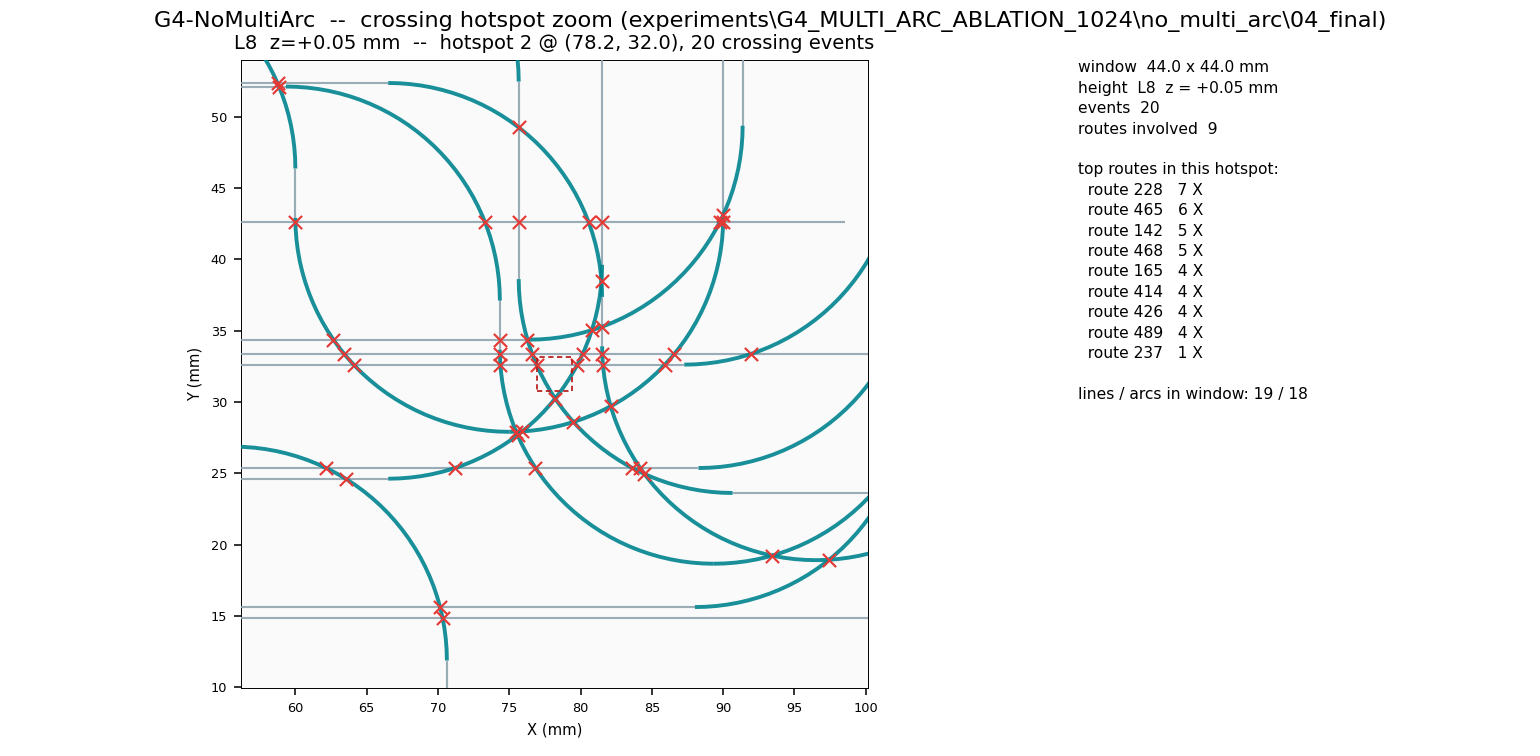 G4-NoMultiArc  --  crossing hotspot zoom (experiments\G4_MULTI_ARC_ABLATION_1024\no_multi_arc\04_final)
L8  z=+0.05 mm  --  hotspot 2 @ (78.2, 32.0), 20 crossing events
window  44.0 x 44.0 mm
height  L8  z = +0.05 mm
events  20
routes involved  9
top routes in this hotspot:
route 228   7 X
route 465   6 X
route 142   5 X
route 468   5 X
route 165   4 X
route 414   4 X
route 426   4 X
route 489   4 X
route 237   1 X
lines / arcs in window: 19 / 18
Y (mm)
50
45
40
35
30
25
20
15
10
60 65 70 75 80 85 90 95 100
X (mm)